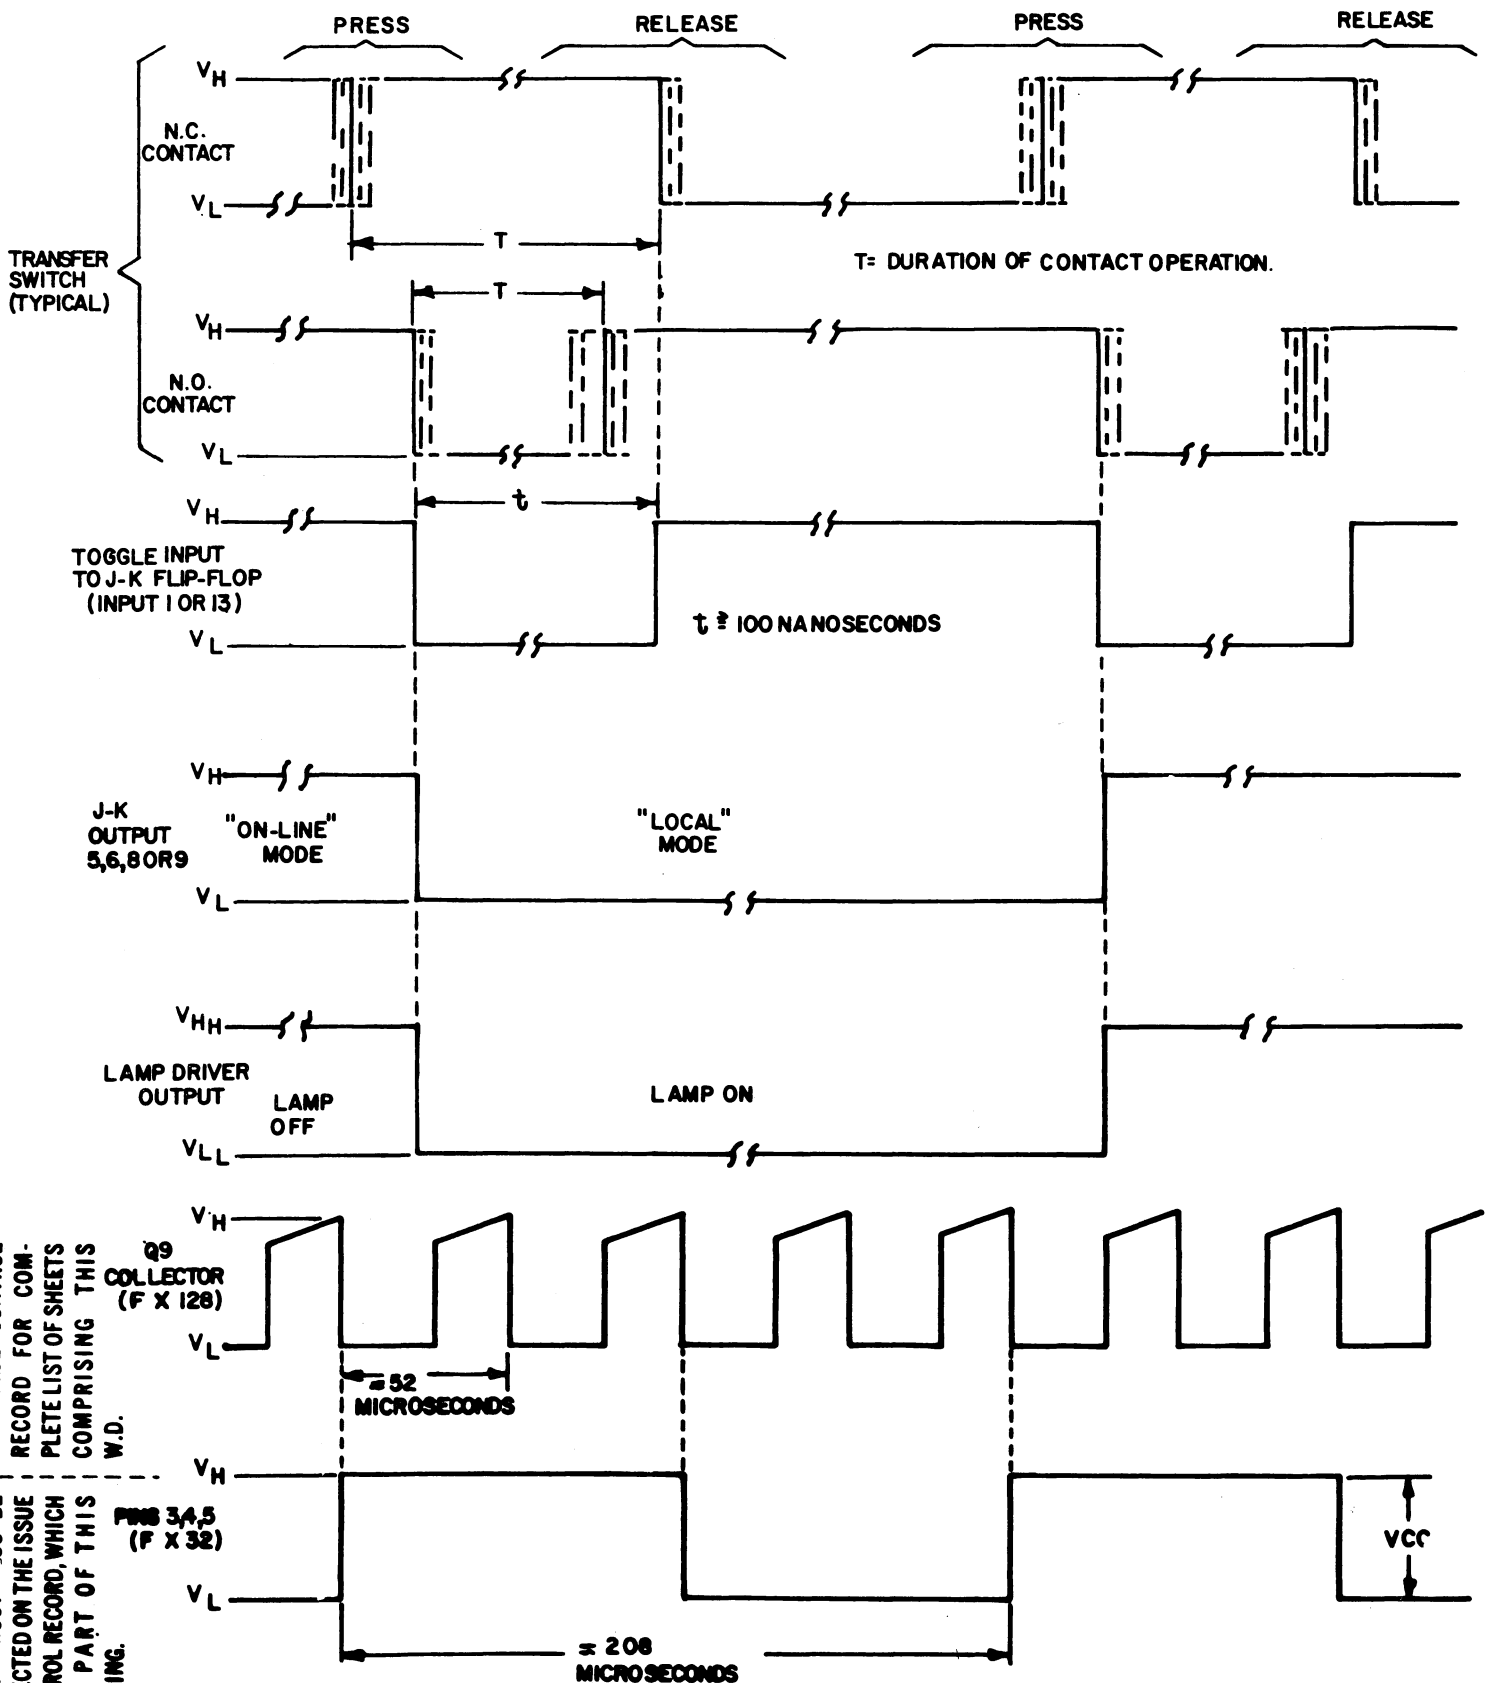 PRESS RELEASE PRESS RELEASE
VH
N.C.
CONTACT
VL
T
TRANSFER
SWITCH
(TYPICAL)
T= DURATION OF CONTACT OPERATION.
T
VH
N.O.
CONTACT
VL
t
VH
TOGGLE INPUT
TO J-K FLIP-FLOP
(INPUT 1 OR 13)
t ≥ 100 NANOSECONDS
VL
VH
J-K
OUTPUT
5,6,8 OR 9
"ON-LINE"
MODE
"LOCAL"
MODE
VL
VHH
LAMP DRIVER
OUTPUT
LAMP
OFF
LAMP ON
VLL
VH
Q9
COLLECTOR
(F X 128)
VL
≈52
MICROSECONDS
VH
PINS 3,4,5
(F X 32)
VCC
VL
≈ 208
MICROSECONDS
RECORD FOR COM-
PLETE LIST OF SHEETS
COMPRISING THIS
W.D.
ON THE ISSUE
RECORD, WHICH
PART OF THIS